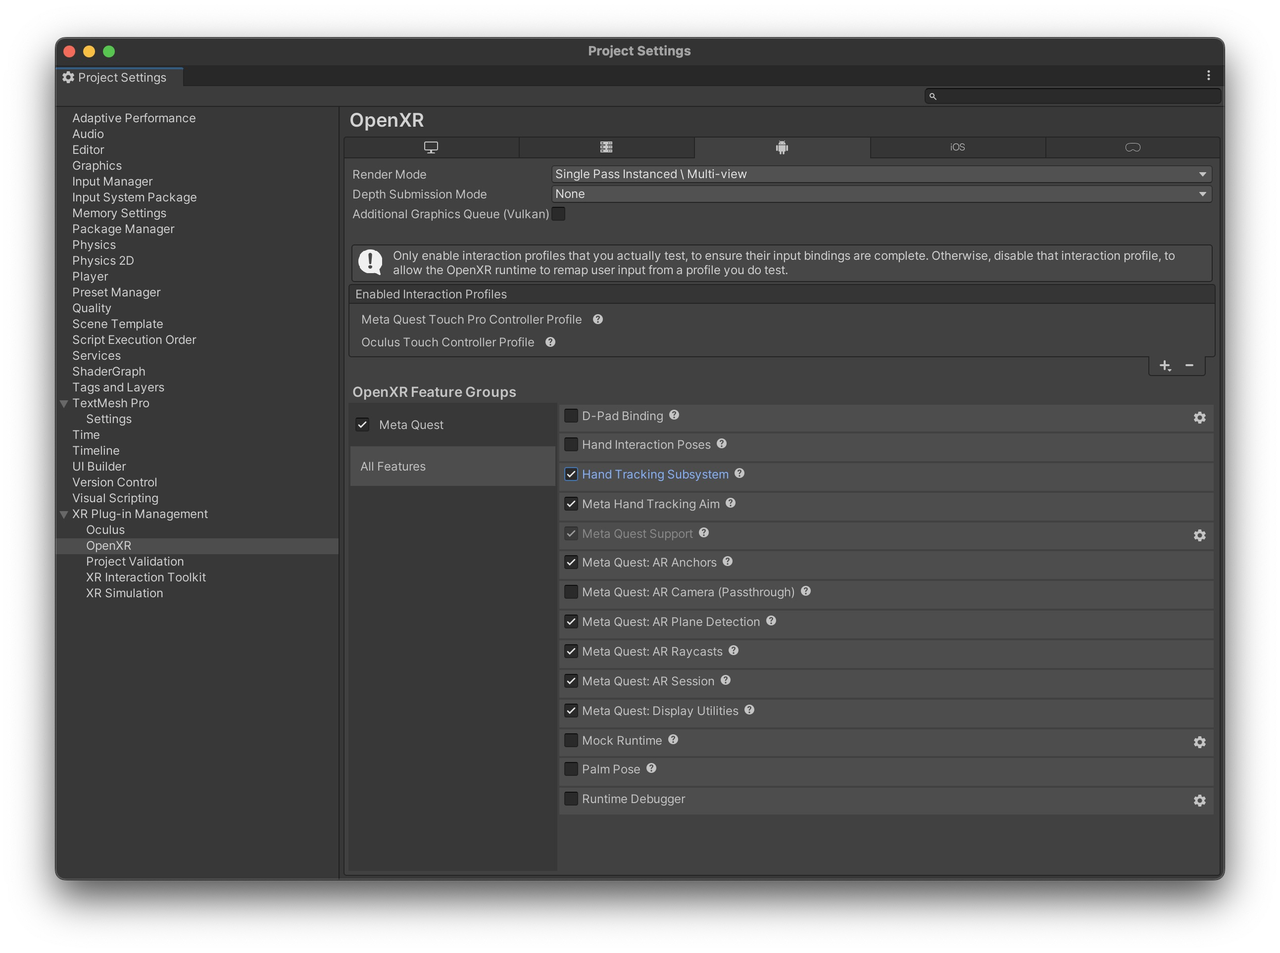 Project Settings
Project Settings
Adaptive Performance
Audio
Editor
Graphics
Input Manager
Input System Package
Memory Settings
Package Manager
Physics
Physics 2D
Player
Preset Manager
Quality
Scene Template
Script Execution Order
Services
ShaderGraph
Tags and Layers
TextMesh Pro
Settings
Time
Timeline
UI Builder
Version Control
Visual Scripting
XR Plug-in Management
Oculus
OpenXR
Project Validation
XR Interaction Toolkit
XR Simulation
OpenXR
iOS
Render Mode Single Pass Instanced \ Multi-view
Depth Submission Mode None
Additional Graphics Queue (Vulkan)
Only enable interaction profiles that you actually test, to ensure their input bindings are complete. Otherwise, disable that interaction profile, to
allow the OpenXR runtime to remap user input from a profile you do test.
Enabled Interaction Profiles
Meta Quest Touch Pro Controller Profile
Oculus Touch Controller Profile
OpenXR Feature Groups
Meta Quest
All Features
D-Pad Binding
Hand Interaction Poses
Hand Tracking Subsystem
Meta Hand Tracking Aim
Meta Quest Support
Meta Quest: AR Anchors
Meta Quest: AR Camera (Passthrough)
Meta Quest: AR Plane Detection
Meta Quest: AR Raycasts
Meta Quest: AR Session
Meta Quest: Display Utilities
Mock Runtime
Palm Pose
Runtime Debugger